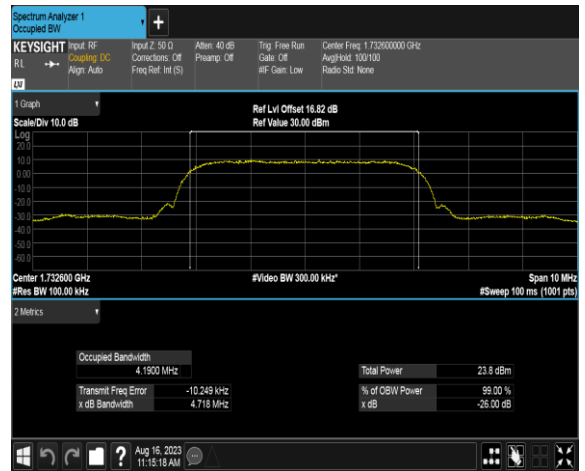 Spectrum Analyzer 1
Occupied BW
+
KEYSIGHT Input: RF Input Z: 50 Ω Atten: 40 dB Trig: Free Run Center Freq: 1.732600000 GHz
RL Coupling: DC Corrections: Off Preamp: Off Gate: Off Avg|Hold: 100/100
Align: Auto Freq Ref: Int (S) #IF Gain: Low Radio Std: None
LXI
1 Graph
Ref Lvl Offset 16.82 dB
Scale/Div 10.0 dB Ref Value 30.00 dBm
Log
20.0
10.0
0.00
-10.0
-20.0
-30.0
-40.0
-50.0
-60.0
Center 1.732600 GHz #Video BW 300.00 kHz* Span 10 MHz
#Res BW 100.00 kHz #Sweep 100 ms (1001 pts)
2 Metrics
Occupied Bandwidth
4.1900 MHz Total Power 23.8 dBm
Transmit Freq Error -10.249 kHz % of OBW Power 99.00 %
x dB Bandwidth 4.718 MHz x dB -26.00 dB
? Aug 16, 2023
11:15:18 AM